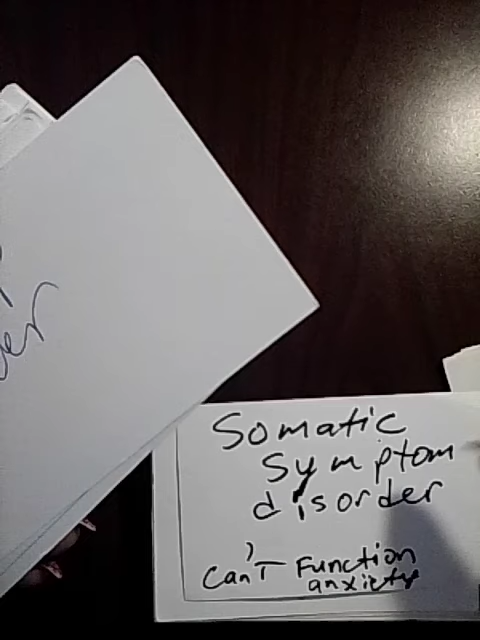 Somatic
Symptom
disorder
Can't Function
anxiety